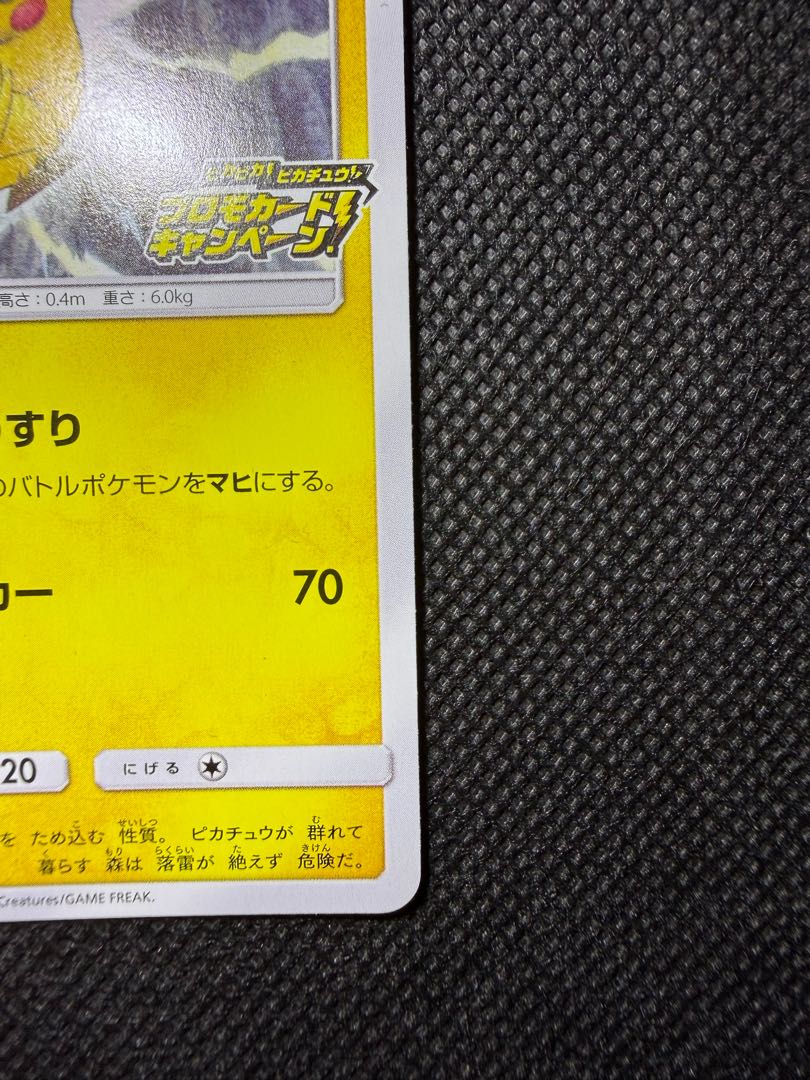 ピカピカ! ピカチュウ!
プロモカード
キャンペーン!
高さ：0.4m 重さ：6.0kg
すり
のバトルポケモンをマヒにする。
カー 70
20 にげる
を ため込む 性質。 ピカチュウが 群れて
暮らす 森は 落雷が 絶えず 危険だ。
Creatures/GAME FREAK.